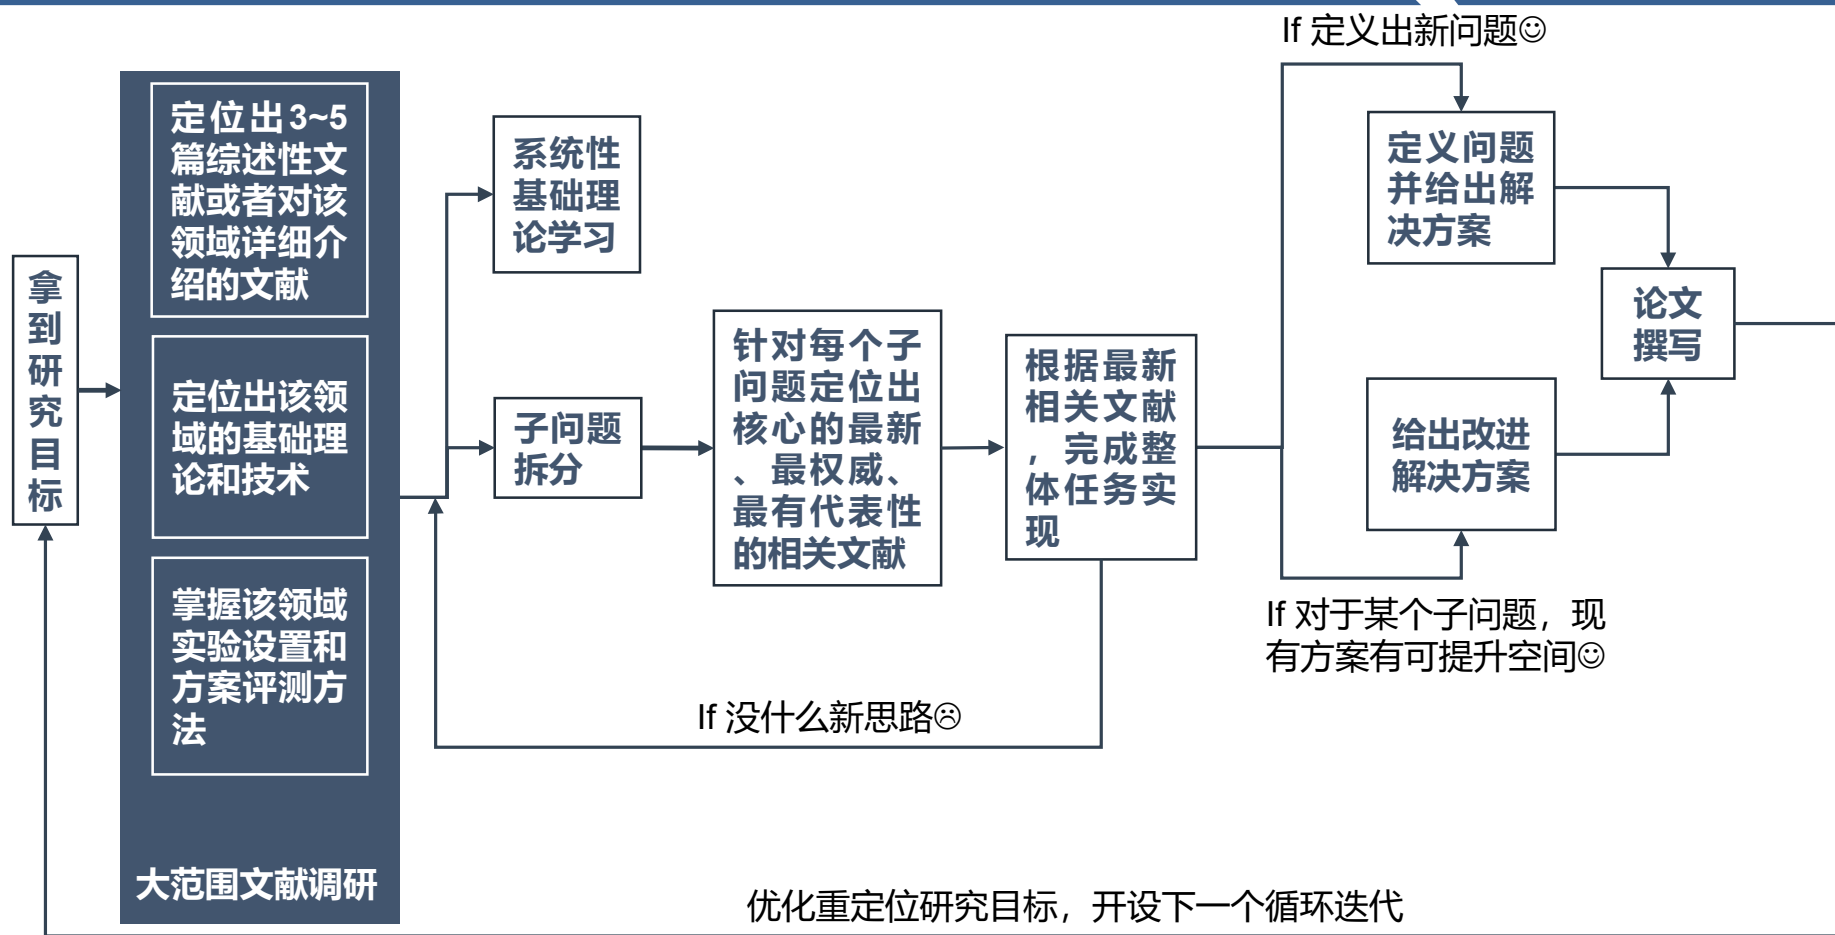 If 定义出新问题☺
拿
到
研
究
目
标
定位出3~5
篇综述性文
献或者对该
领域详细介
绍的文献
定位出该领
域的基础理
论和技术
掌握该领域
实验设置和
方案评测方
法
大范围文献调研
系统性
基础理
论学习
子问题
拆分
针对每个子
问题定位出
核心的最新
、最权威、
最有代表性
的相关文献
根据最新
相关文献
，完成整
体任务实
现
定义问题
并给出解
决方案
给出改进
解决方案
论文
撰写
If 对于某个子问题，现
有方案有可提升空间☺
If 没什么新思路☹
优化重定位研究目标，开设下一个循环迭代